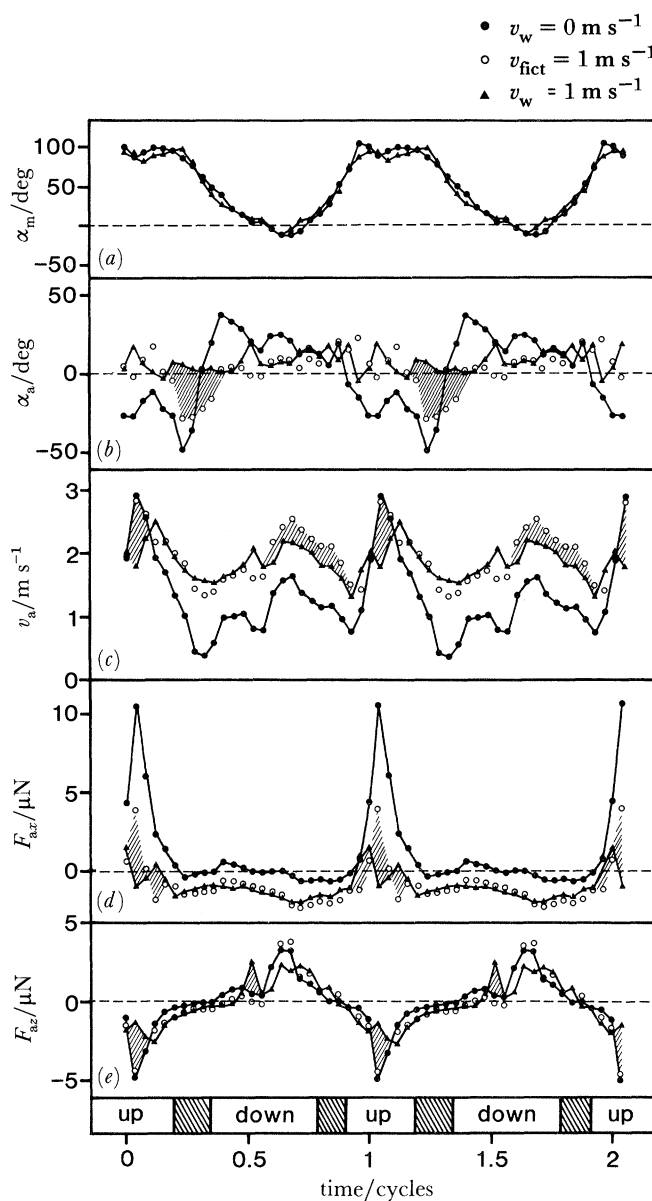 ● v_w = 0 m s⁻¹
○ v_fict = 1 m s⁻¹
▲ v_w = 1 m s⁻¹
100
50
−50
α_m/deg
(a)
50
0
−50
α_a/deg
(b)
3
2
1
0
v_a/m s⁻¹
(c)
10
5
0
F_ax/μN
(d)
5
0
−5
F_az/μN
(e)
up down up down up
0 0.5 1 1.5 2
time/cycles